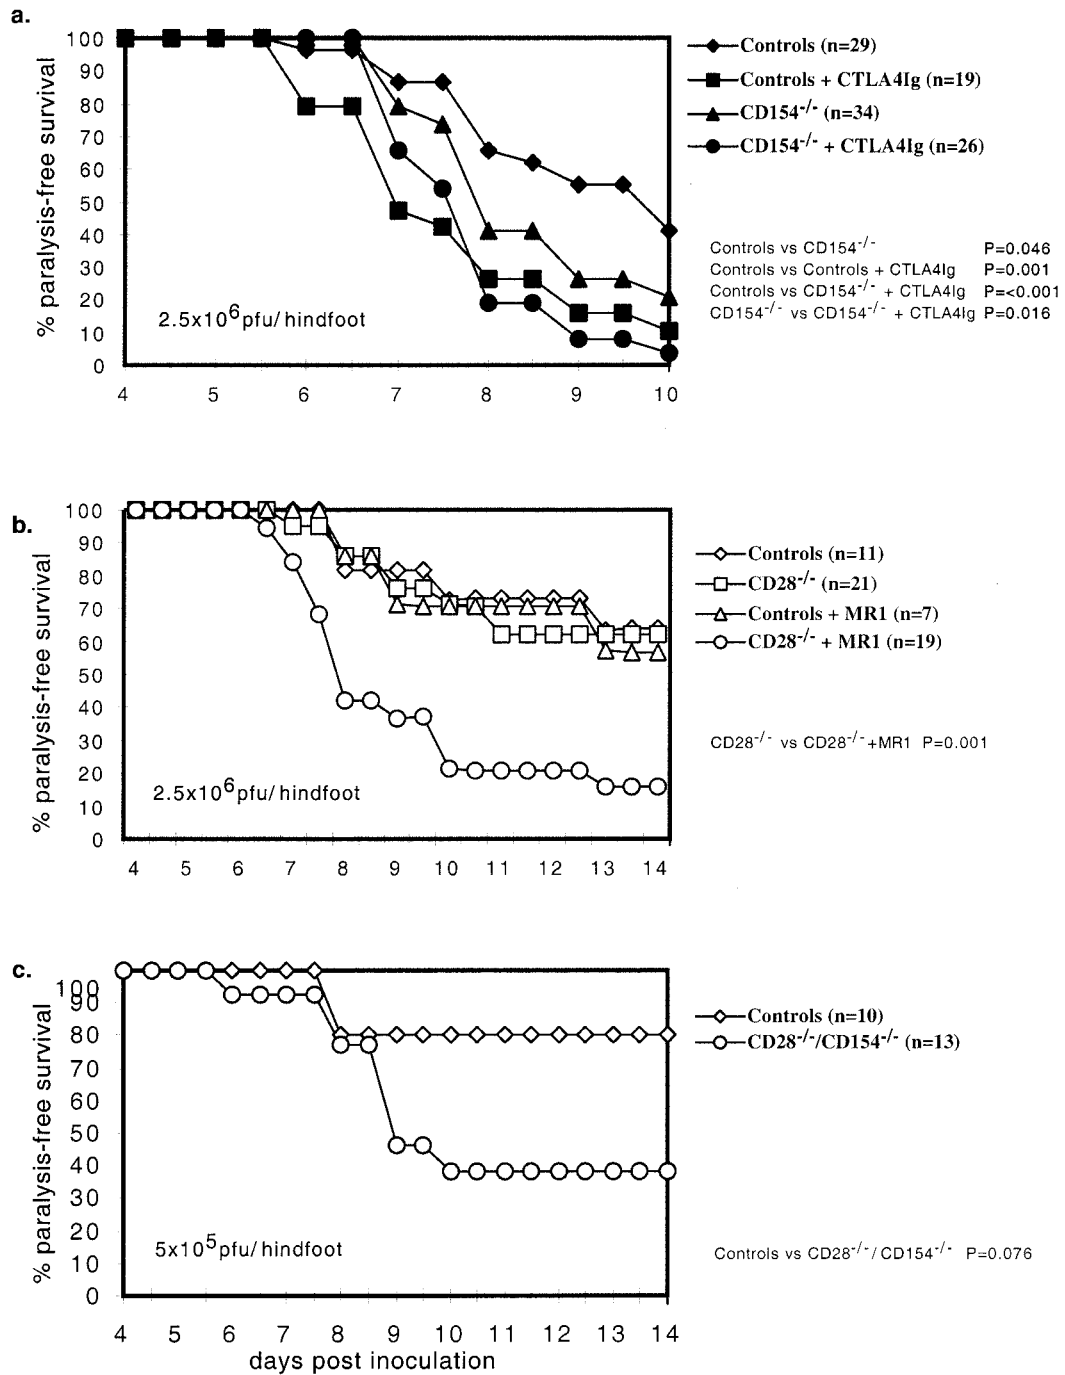 a.
% paralysis-free survival
100
90
80
70
60
50
40
30
20
10
0
2.5x10⁶pfu/hindfoot
4 5 6 7 8 9 10
Controls (n=29)
Controls + CTLA4Ig (n=19)
CD154⁻/⁻ (n=34)
CD154⁻/⁻ + CTLA4Ig (n=26)
Controls vs CD154⁻/⁻ P=0.046
Controls vs Controls + CTLA4Ig P=0.001
Controls vs CD154⁻/⁻ + CTLA4Ig P=<0.001
CD154⁻/⁻ vs CD154⁻/⁻ + CTLA4Ig P=0.016
b.
% paralysis-free survival
100
90
80
70
60
50
40
30
20
10
0
2.5x10⁶pfu/hindfoot
4 5 6 7 8 9 10 11 12 13 14
Controls (n=11)
CD28⁻/⁻ (n=21)
Controls + MR1 (n=7)
CD28⁻/⁻ + MR1 (n=19)
CD28⁻/⁻ vs CD28⁻/⁻+MR1 P=0.001
c.
% paralysis-free survival
100
90
80
70
60
50
40
30
20
10
0
5x10⁵pfu/hindfoot
4 5 6 7 8 9 10 11 12 13 14
days post inoculation
Controls (n=10)
CD28⁻/⁻/CD154⁻/⁻ (n=13)
Controls vs CD28⁻/⁻/CD154⁻/⁻ P=0.076